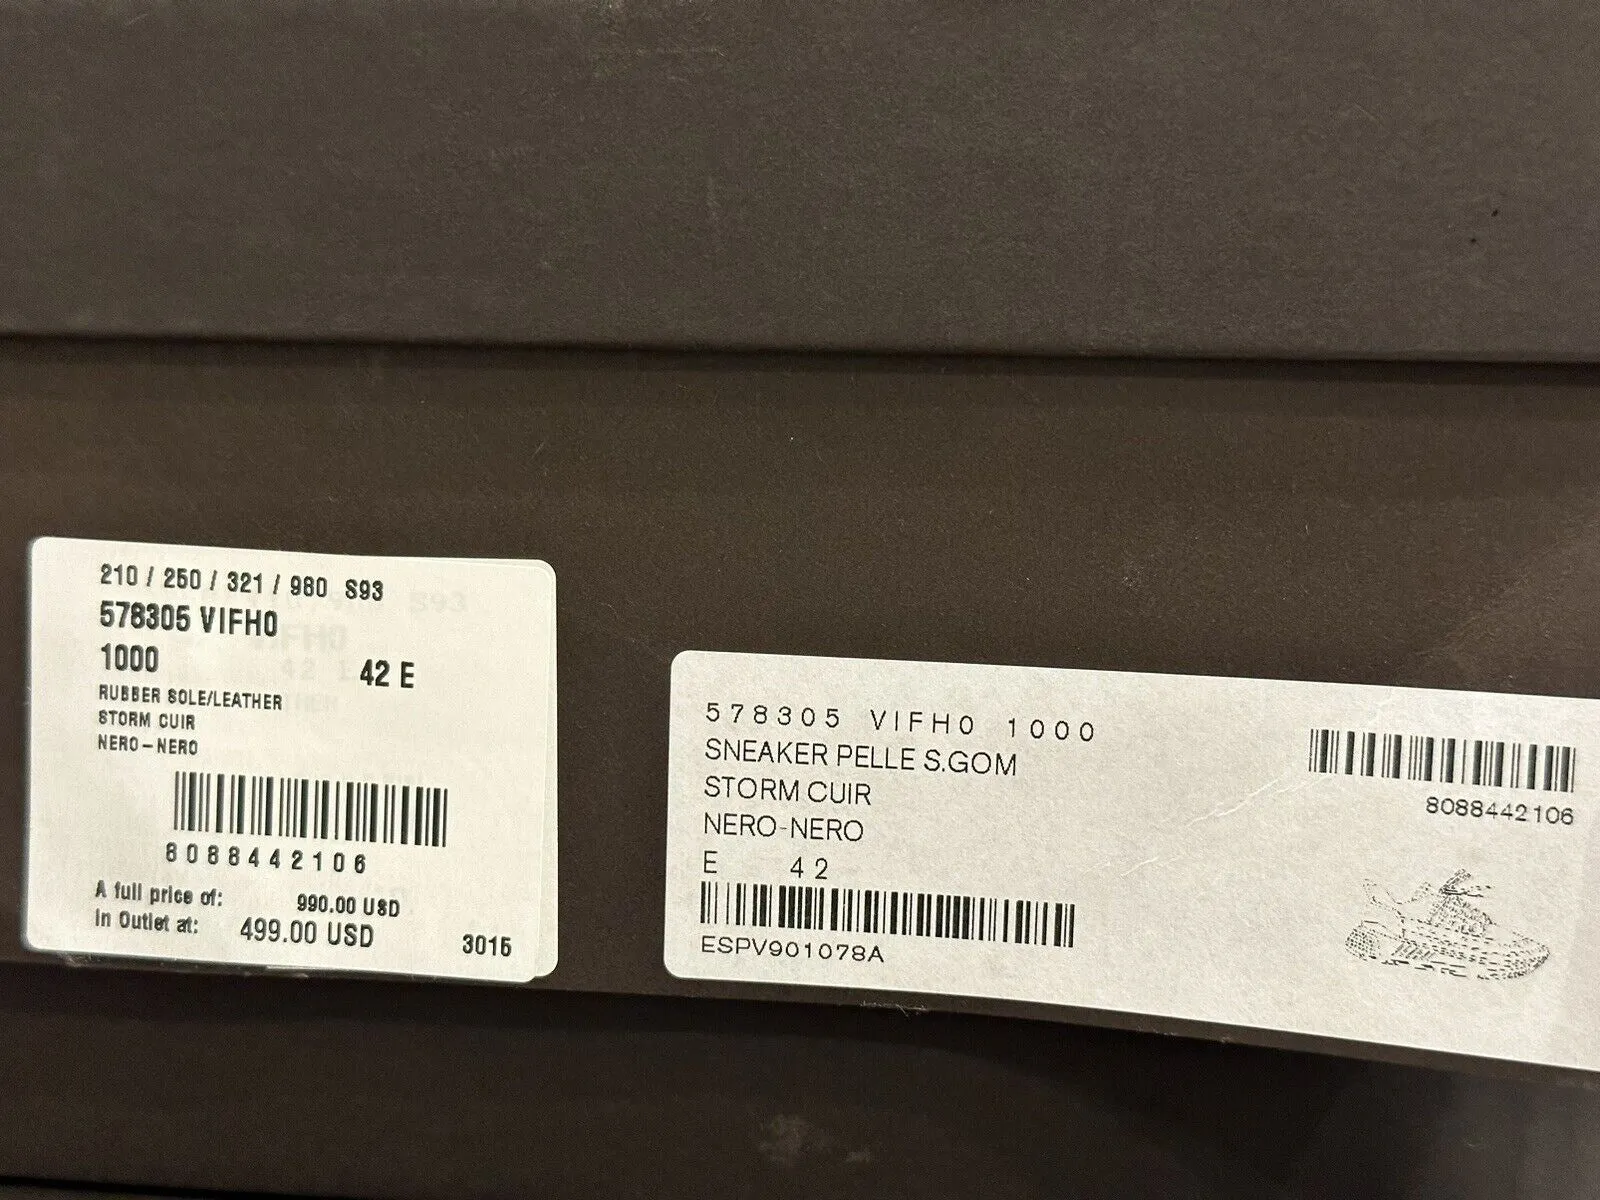 210 / 250 / 321 / 980 S93
578305 VIFH0
1000 42 E
RUBBER SOLE/LEATHER
STORM CUIR
NERO-NERO
8088442106
A full price of: 990.00 USD
In Outlet at: 499.00 USD 3016
578305 VIFH0 1000
SNEAKER PELLE S.GOM
STORM CUIR
NERO-NERO
E 42
ESPV901078A
8088442106